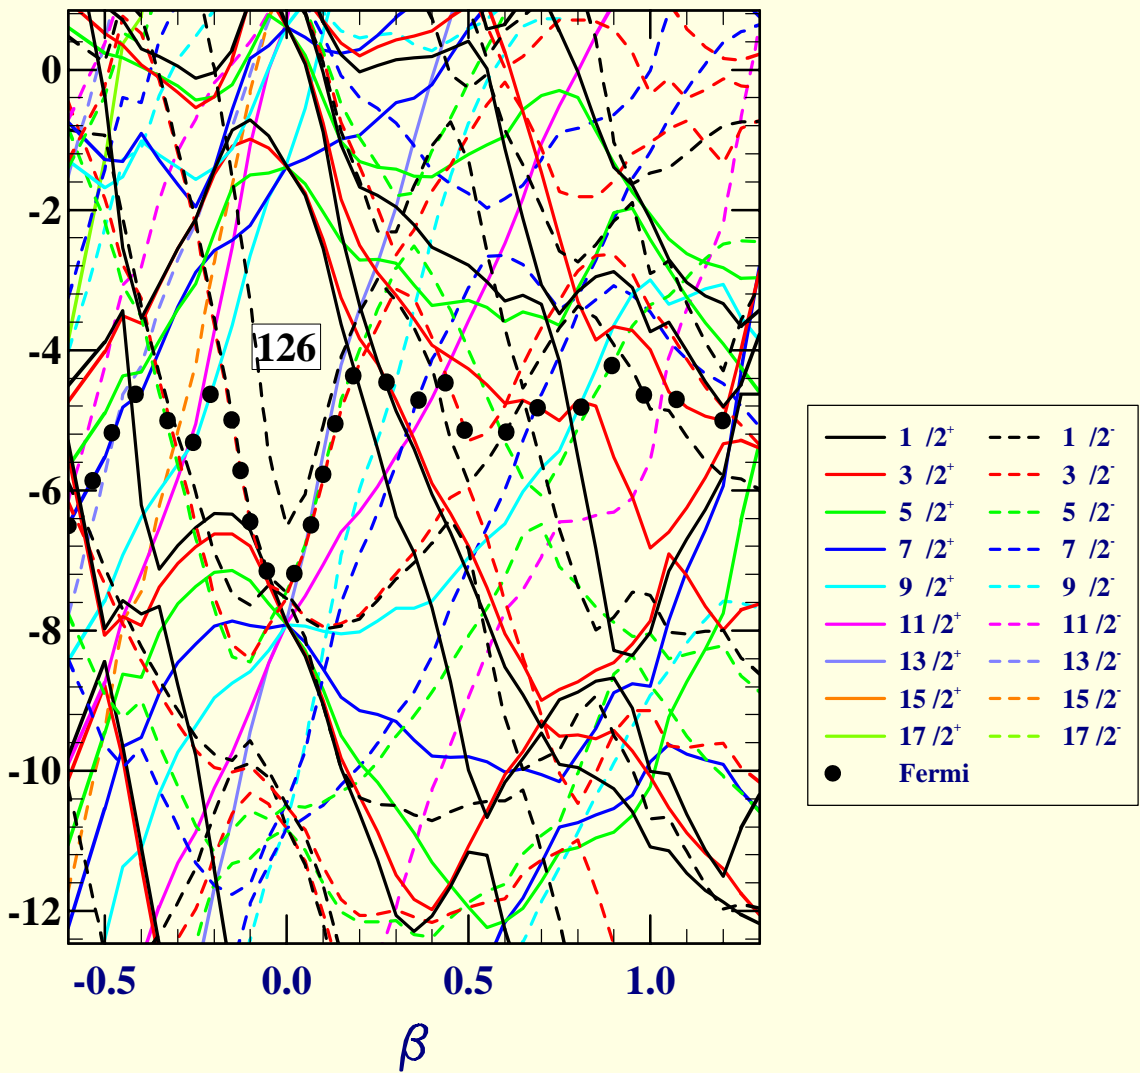 0
-2
-4
-6
-8
-10
-12
126
-0.5 0.0 0.5 1.0
β
1 /2⁺ 1 /2⁻
3 /2⁺ 3 /2⁻
5 /2⁺ 5 /2⁻
7 /2⁺ 7 /2⁻
9 /2⁺ 9 /2⁻
11 /2⁺ 11 /2⁻
13 /2⁺ 13 /2⁻
15 /2⁺ 15 /2⁻
17 /2⁺ 17 /2⁻
Fermi